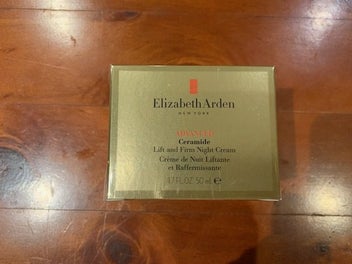 Elizabeth Arden
NEW YORK
ADVANCED
Ceramide
Lift and Firm Night Cream
Crème de Nuit Liftante
et Raffermissante
1.7 FL. OZ. 50 ml ℮